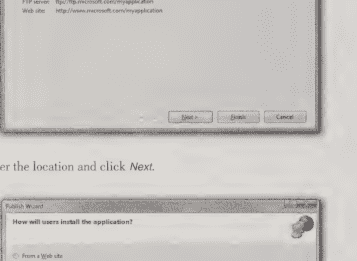 FTP server ftp://ftp.microsoft.com/myapplication
Web site http://www.microsoft.com/myapplication
Next > Finish Cancel
er the location and click Next.
Publish Wizard
How will users install the application?
From a Web site